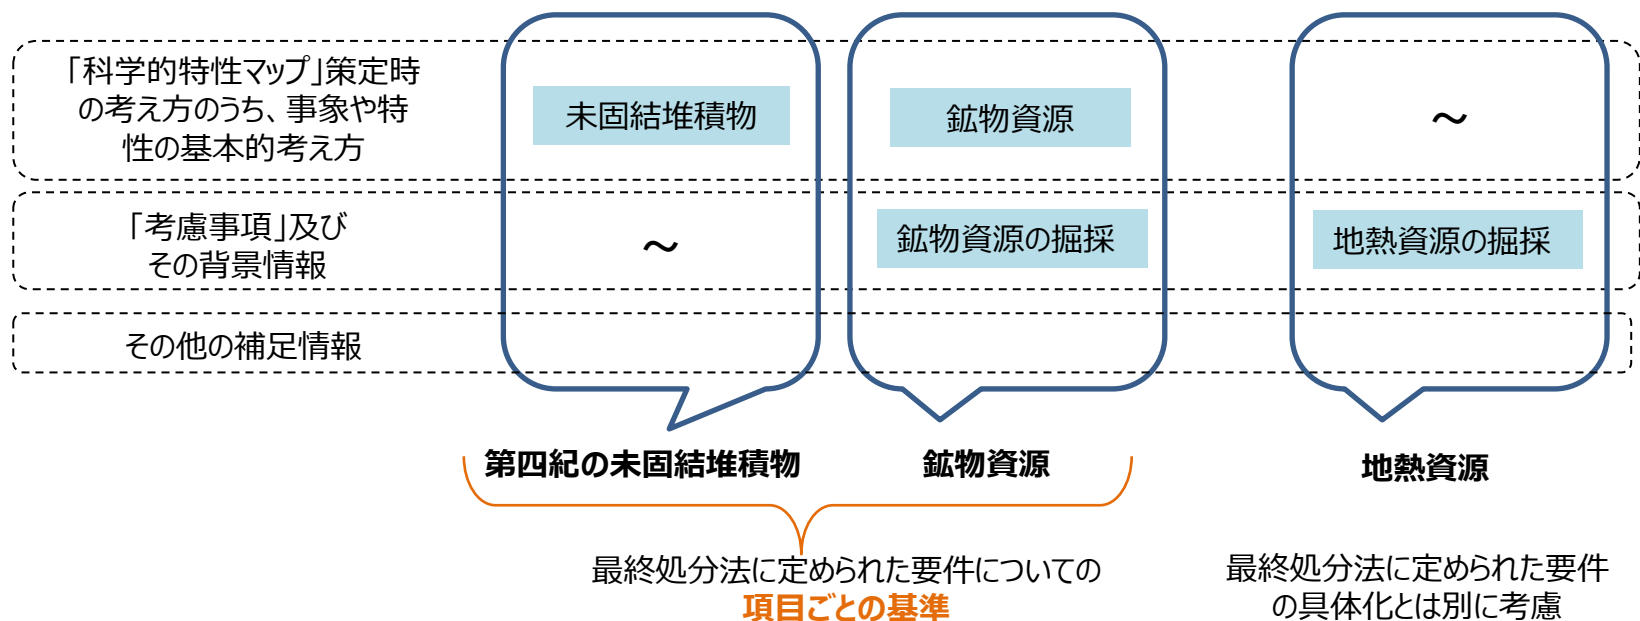 「科学的特性マップ」策定時
の考え方のうち、事象や特
性の基本的考え方
未固結堆積物
鉱物資源
～
「考慮事項」及び
その背景情報
～
鉱物資源の掘採
地熱資源の掘採
その他の補足情報
第四紀の未固結堆積物
鉱物資源
地熱資源
最終処分法に定められた要件についての
項目ごとの基準
最終処分法に定められた要件
の具体化とは別に考慮